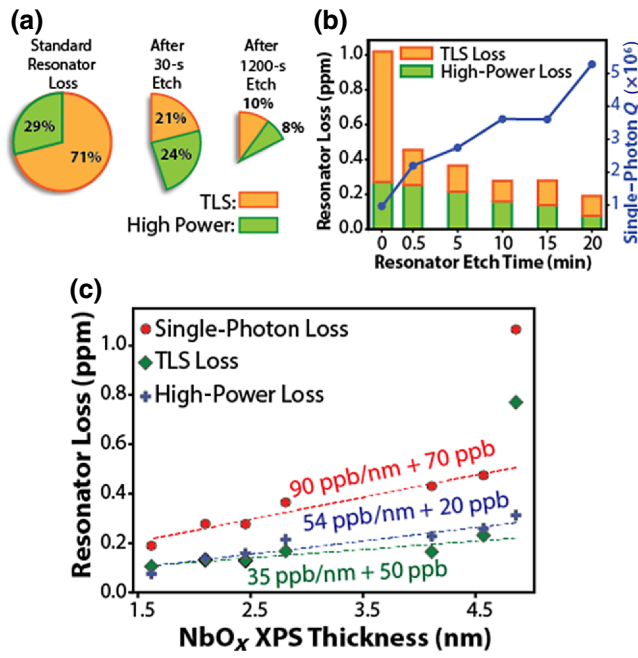 (a)
Standard
Resonator
Loss
After
30-s
Etch
After
1200-s
Etch
29%
71%
21%
24%
10%
8%
TLS:
High Power:
(b)
TLS Loss
High-Power Loss
Resonator Loss (ppm)
1.0
0.8
0.6
0.4
0.2
0.0
0 0.5 5 10 15 20
Resonator Etch Time (min)
5
4
3
2
1
Single-Photon Q (×10⁶)
(c)
Single-Photon Loss
TLS Loss
High-Power Loss
Resonator Loss (ppm)
1.0
0.8
0.6
0.4
0.2
0.0
90 ppb/nm + 70 ppb
54 ppb/nm + 20 ppb
35 ppb/nm + 50 ppb
1.5 2.5 3.5 4.5
NbOₓ XPS Thickness (nm)